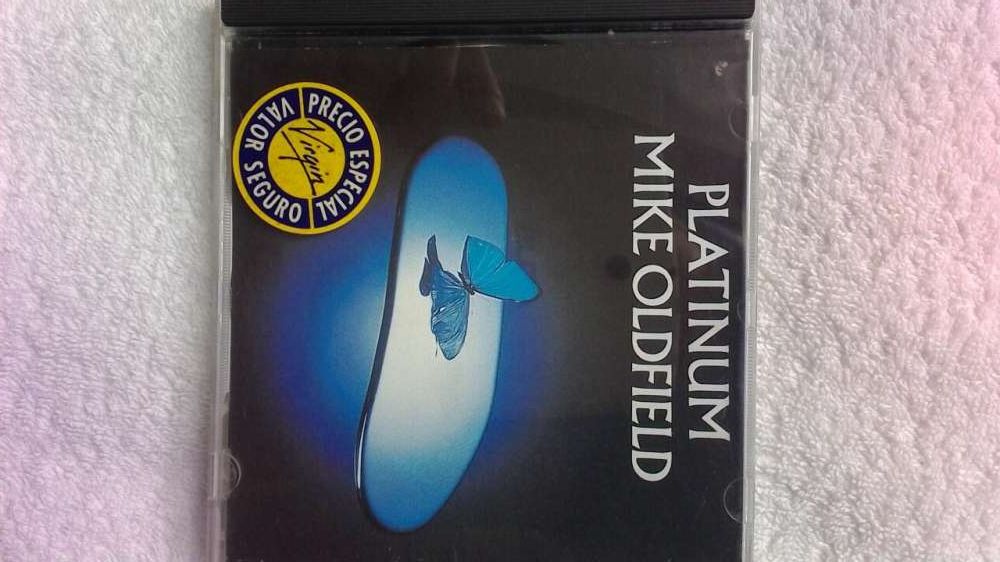 PLATINUM
MIKE OLDFIELD
PRECIO ESPECIAL
Virgin
VALOR SEGURO